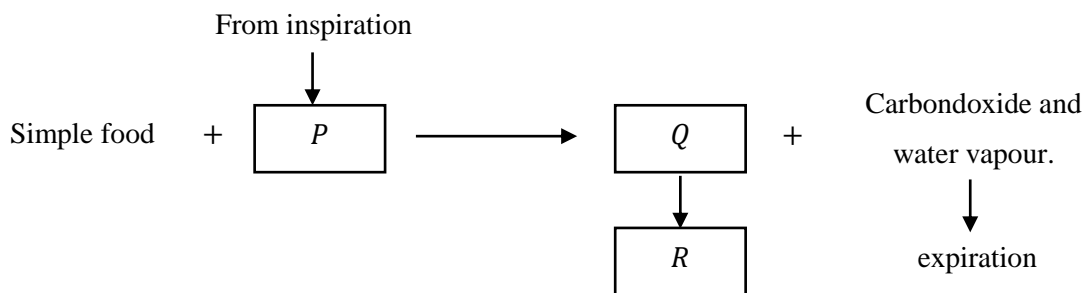 From inspiration
Simple food + P Q + Carbondoxide and
water vapour.
R expiration